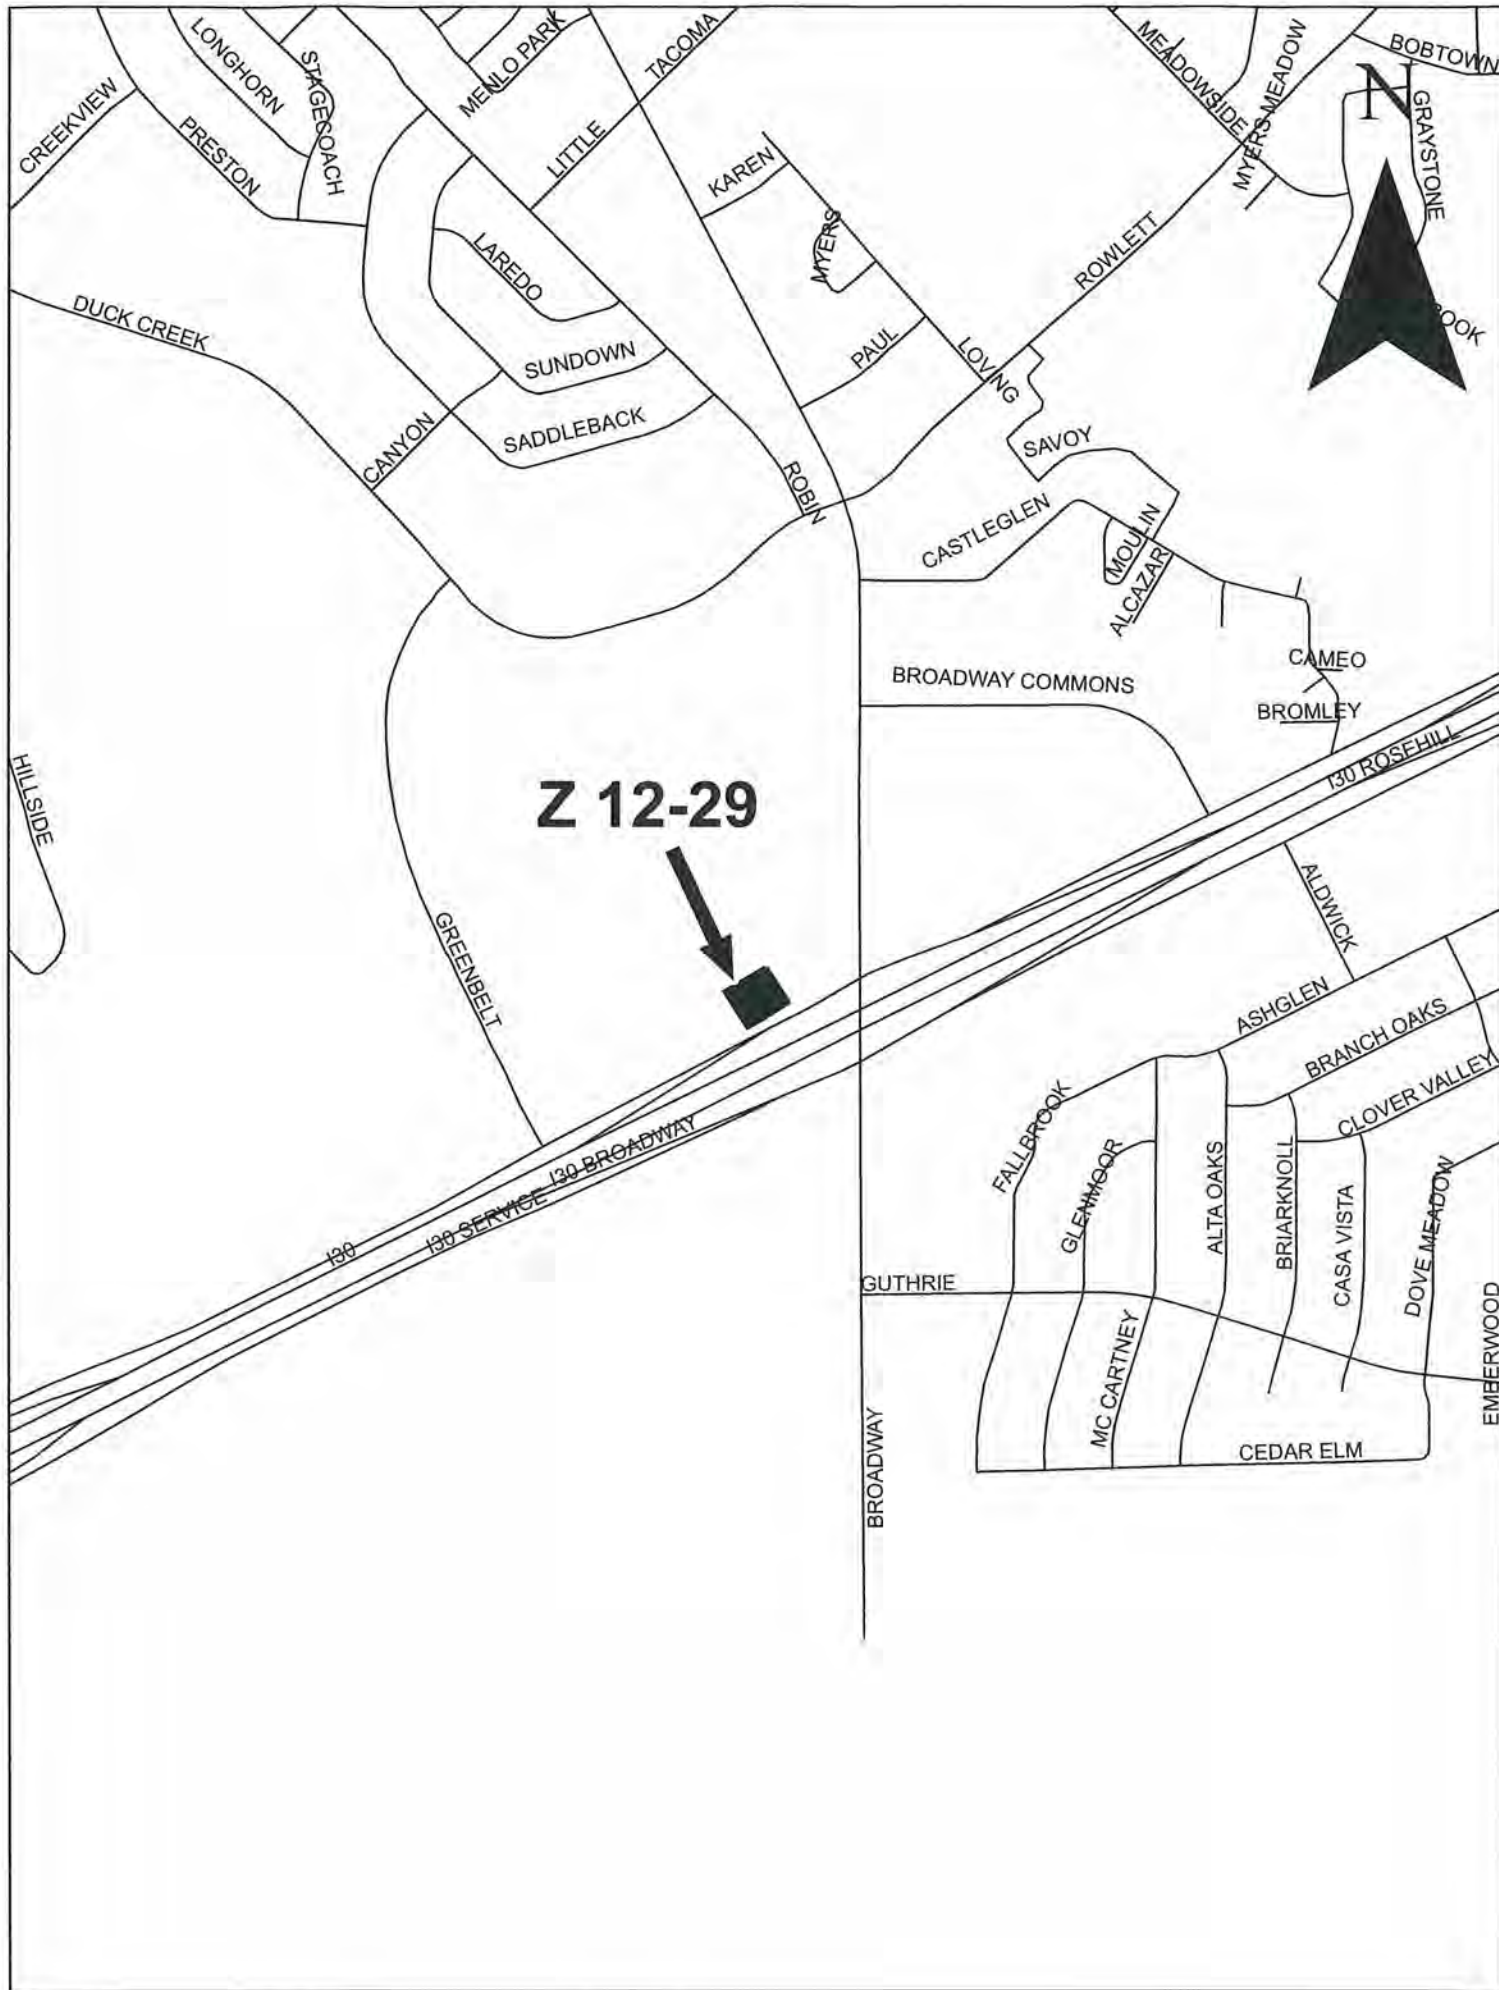 LONGHORN
STAGECOACH
MENLO PARK
TACOMA
MEADOWSIDE
MYERS MEADOW
BOBTOWN
N
GRAYSTONE
CREEKVIEW
PRESTON
LITTLE
KAREN
MYERS
ROWLETT
LAREDO
DUCK CREEK
SUNDOWN
PAUL
LOVING
CANYON
SADDLEBACK
SAVOY
ROBIN
CASTLEGLEN
MOULIN
ALCAZAR
CAMEO
BROADWAY COMMONS
BROMLEY
I30 ROSEHILL
HILLSIDE
Z 12-29
ALDWICK
GREENBELT
ASHGLEN
BRANCH OAKS
CLOVER VALLEY
FALLBROOK
GLENMOOR
ALTA OAKS
BRIARKNOLL
CASA VISTA
DOVE MEADOW
I30 BROADWAY
I30 SERVICE
I30
GUTHRIE
EMBERWOOD
MC CARTNEY
CEDAR ELM
BROADWAY